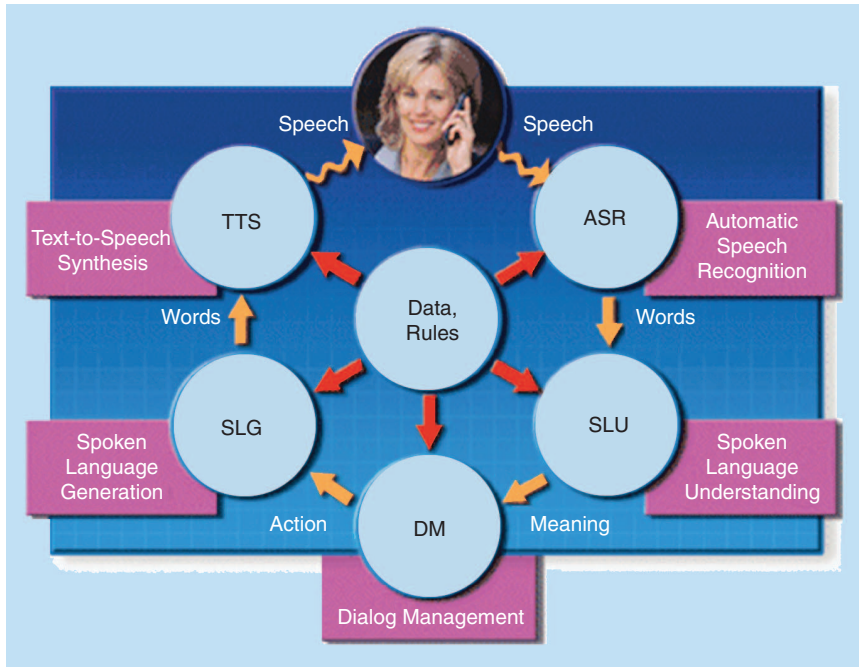 Speech
Speech
TTS
ASR
Text-to-Speech
Synthesis
Automatic
Speech
Recognition
Data,
Rules
Words
Words
SLG
SLU
Spoken
Language
Generation
Spoken
Language
Understanding
Action
DM
Meaning
Dialog Management